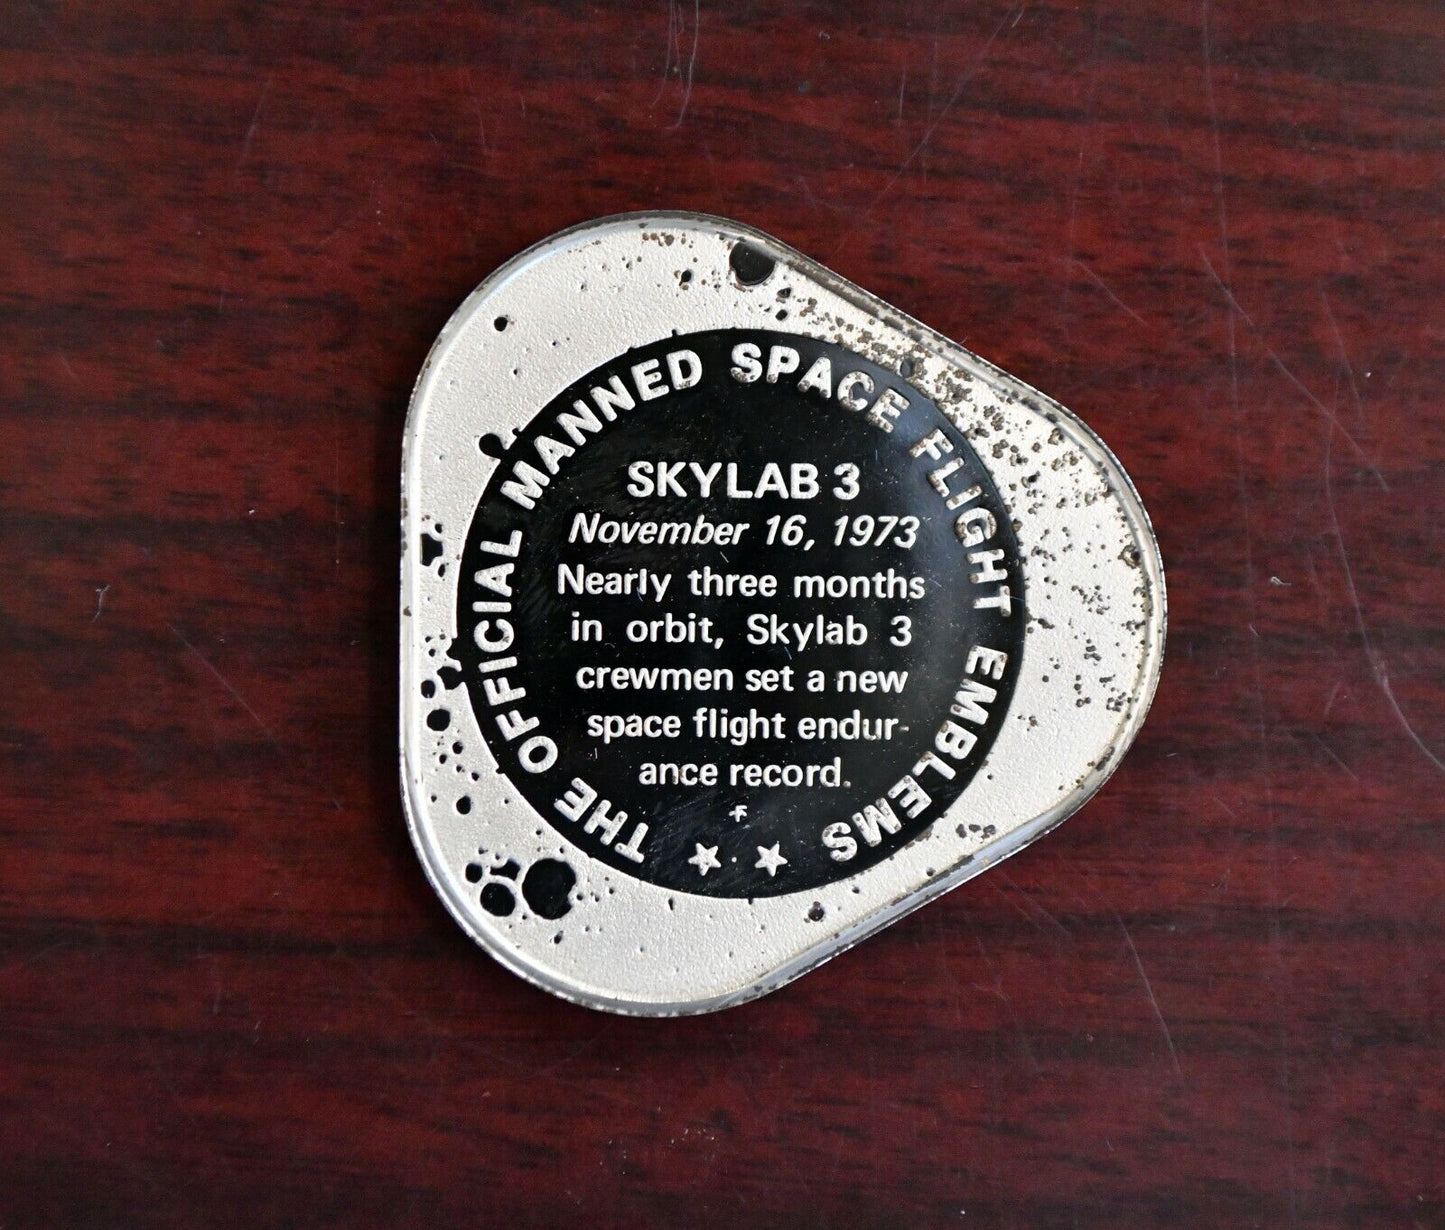 THE OFFICIAL MANNED SPACE FLIGHT EMBLEMS
SKYLAB 3
November 16, 1973
Nearly three months
in orbit, Skylab 3
crewmen set a new
space flight endur-
ance record.